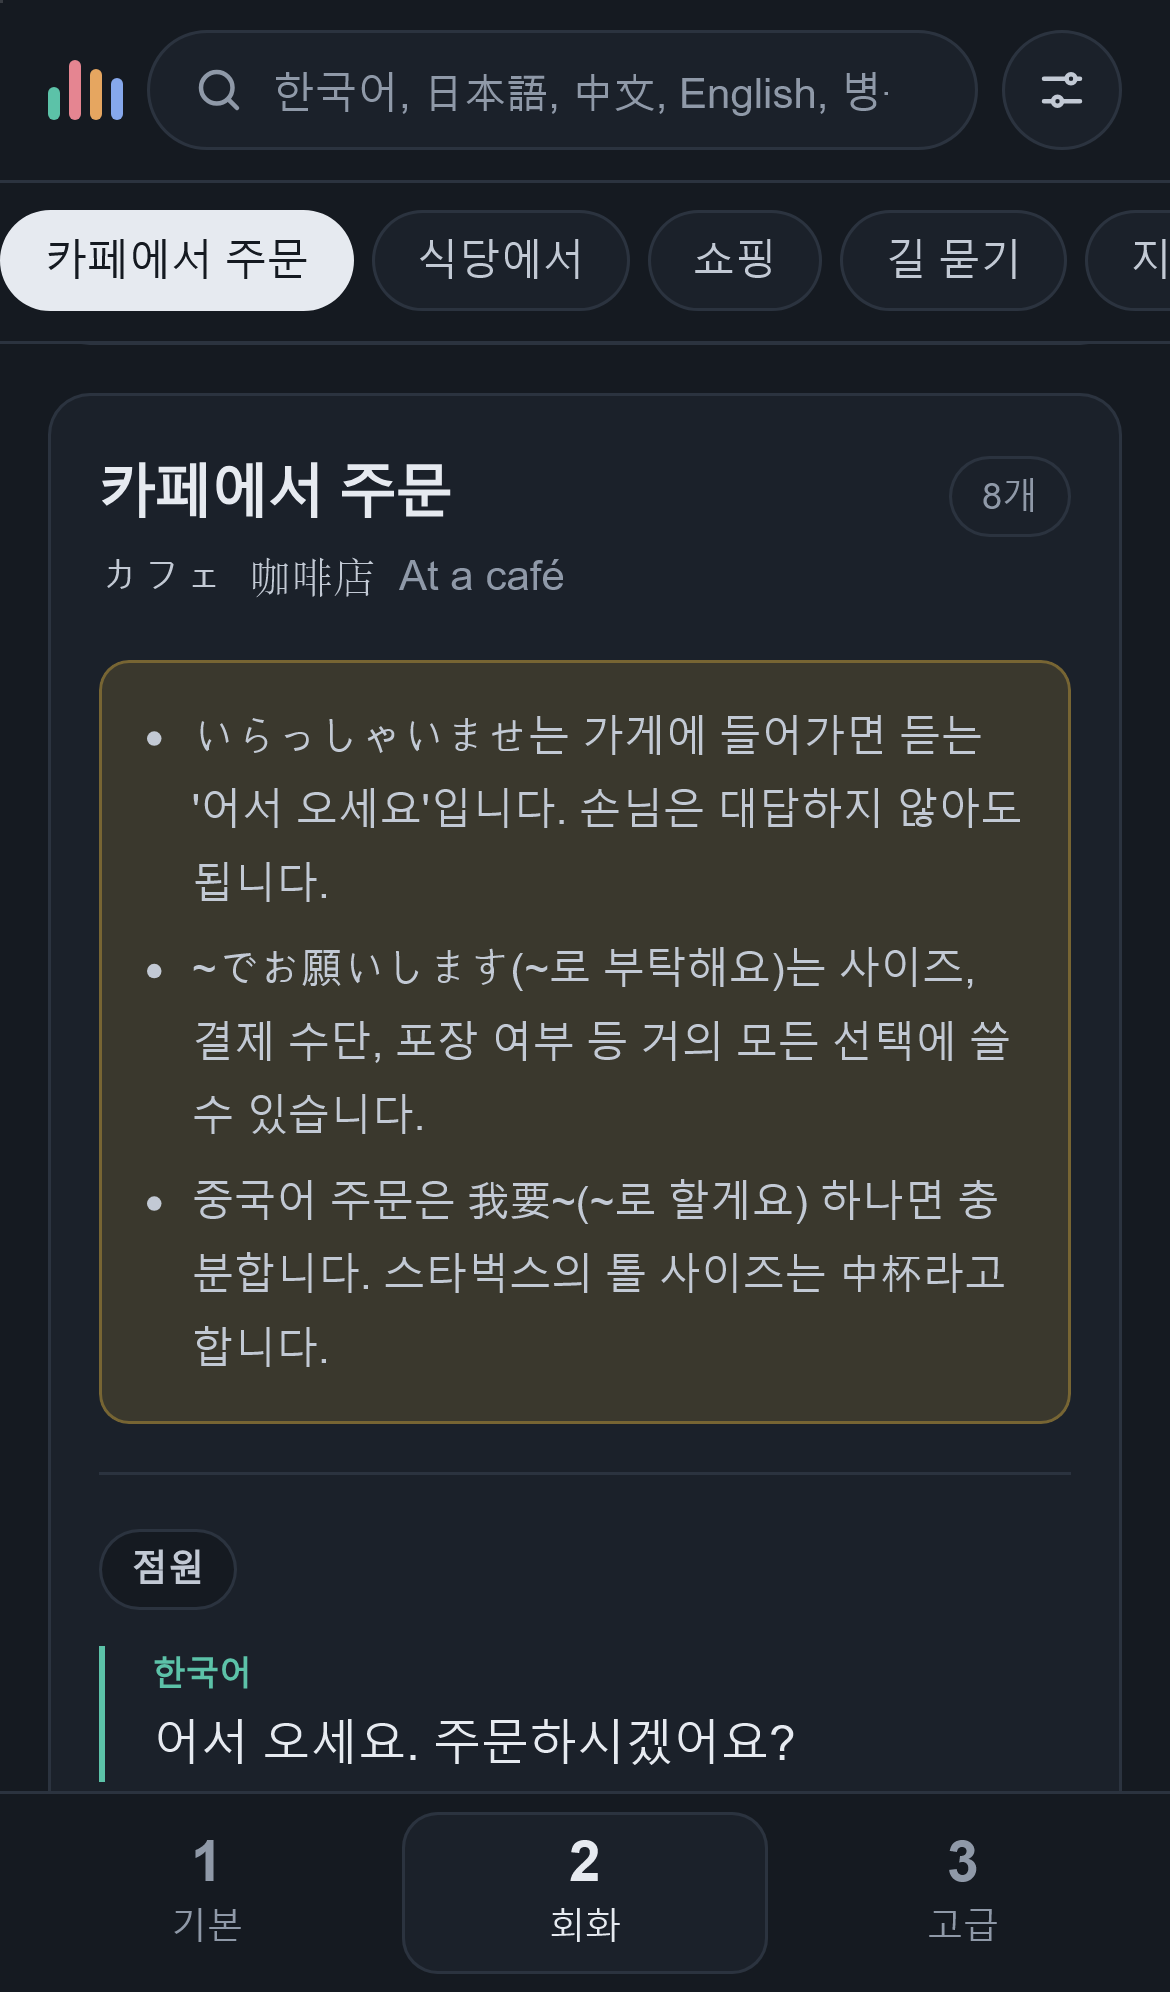 한국어, 日本語, 中文, English, 병
카페에서 주문
식당에서
쇼핑
길 묻기
지
카페에서 주문
8개
カフェ 咖啡店 At a café
• いらっしゃいませ는 가게에 들어가면 듣는
'어서 오세요'입니다. 손님은 대답하지 않아도
됩니다.
• ~でお願いします(~로 부탁해요)는 사이즈,
결제 수단, 포장 여부 등 거의 모든 선택에 쓸
수 있습니다.
• 중국어 주문은 我要~(~로 할게요) 하나면 충
분합니다. 스타벅스의 톨 사이즈는 中杯라고
합니다.
점원
한국어
어서 오세요. 주문하시겠어요?
1
기본
2
회화
3
고급